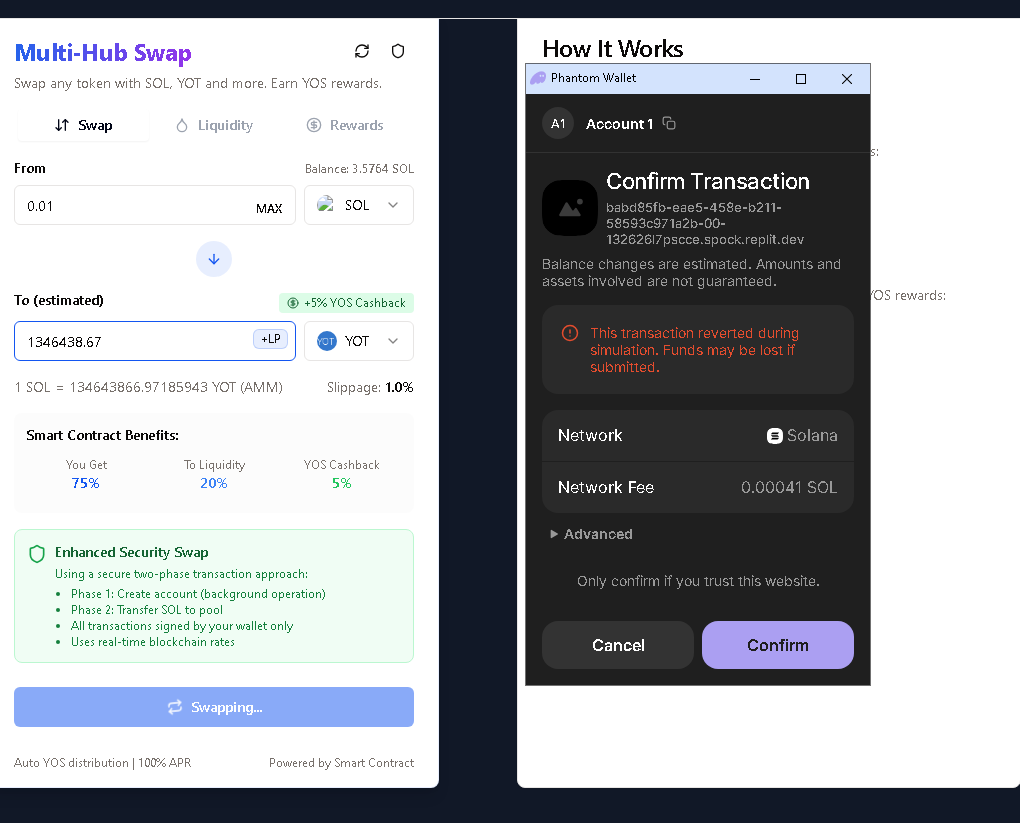 Multi-Hub Swap
Swap any token with SOL, YOT and more. Earn YOS rewards.
Swap
Liquidity
Rewards
From
Balance: 3.5764 SOL
0.01
MAX
SOL
To (estimated)
+5% YOS Cashback
1346438.67
+LP
YOT
YOT
1 SOL = 134643866.97185943 YOT (AMM)
Slippage: 1.0%
Smart Contract Benefits:
You Get
To Liquidity
YOS Cashback
75%
20%
5%
Enhanced Security Swap
Using a secure two-phase transaction approach:
• Phase 1: Create account (background operation)
• Phase 2: Transfer SOL to pool
• All transactions signed by your wallet only
• Uses real-time blockchain rates
Swapping...
Auto YOS distribution | 100% APR
Powered by Smart Contract
How It Works
s:
YOS rewards:
Phantom Wallet
A1
Account 1
Confirm Transaction
babd85fb-eae5-458e-b211-
58593c971a2b-00-
132626l7pscce.spock.replit.dev
Balance changes are estimated. Amounts and
assets involved are not guaranteed.
This transaction reverted during
simulation. Funds may be lost if
submitted.
Network
Solana
Network Fee
0.00041 SOL
Advanced
Only confirm if you trust this website.
Cancel
Confirm